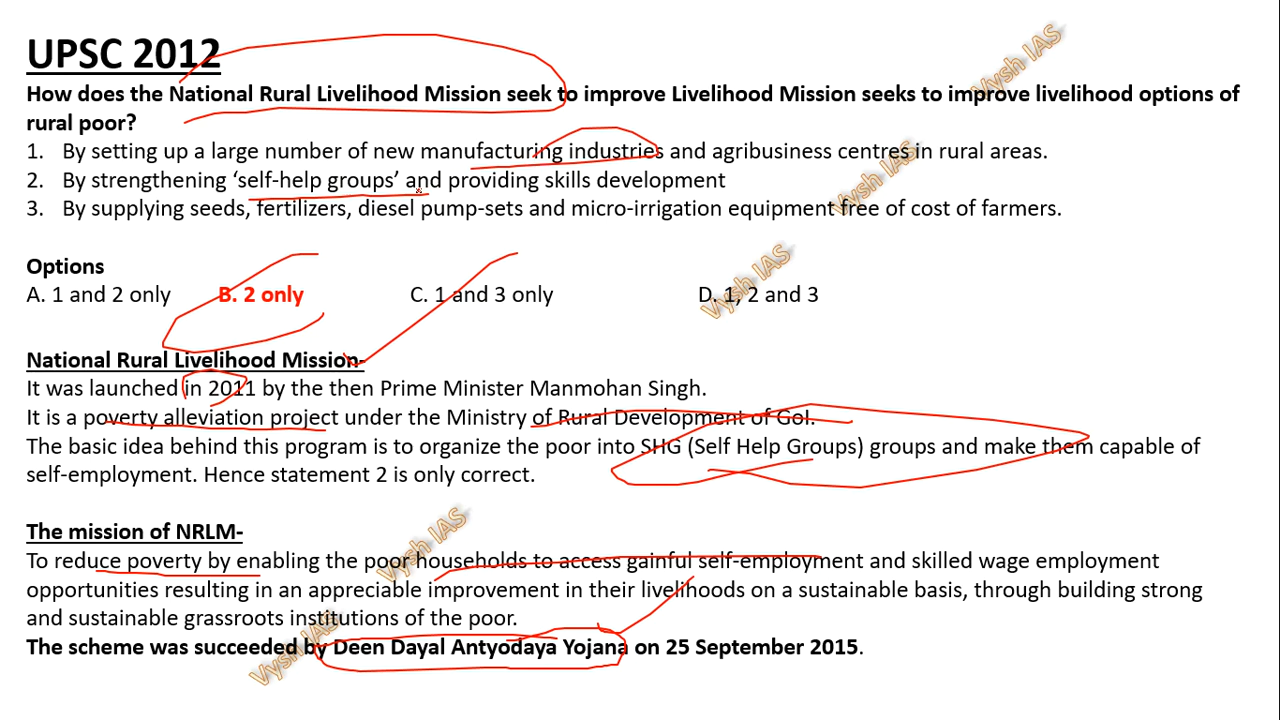 UPSC 2012
How does the National Rural Livelihood Mission seek to improve Livelihood Mission seeks to improve livelihood options of
rural poor?
1. By setting up a large number of new manufacturing industries and agribusiness centres in rural areas.
2. By strengthening ‘self-help groups’ and providing skills development
3. By supplying seeds, fertilizers, diesel pump-sets and micro-irrigation equipment free of cost of farmers.
Options
A. 1 and 2 only B. 2 only C. 1 and 3 only D. 1, 2 and 3
National Rural Livelihood Mission-
It was launched in 2011 by the then Prime Minister Manmohan Singh.
It is a poverty alleviation project under the Ministry of Rural Development of GoI.
The basic idea behind this program is to organize the poor into SHG (Self Help Groups) groups and make them capable of
self-employment. Hence statement 2 is only correct.
The mission of NRLM-
To reduce poverty by enabling the poor households to access gainful self-employment and skilled wage employment
opportunities resulting in an appreciable improvement in their livelihoods on a sustainable basis, through building strong
and sustainable grassroots institutions of the poor.
The scheme was succeeded by Deen Dayal Antyodaya Yojana on 25 September 2015.
Vysh IAS
Vysh IAS
Vysh IAS
Vysh IAS
Vysh IAS